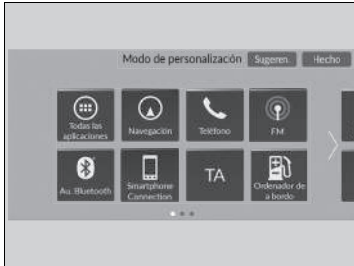 Modo de personalización Sugeren. Hecho
Todas las
aplicaciones
Navegación
Teléfono
FM
Au. Bluetooth
Smartphone
Connection
TA
Ordenador de
a bordo